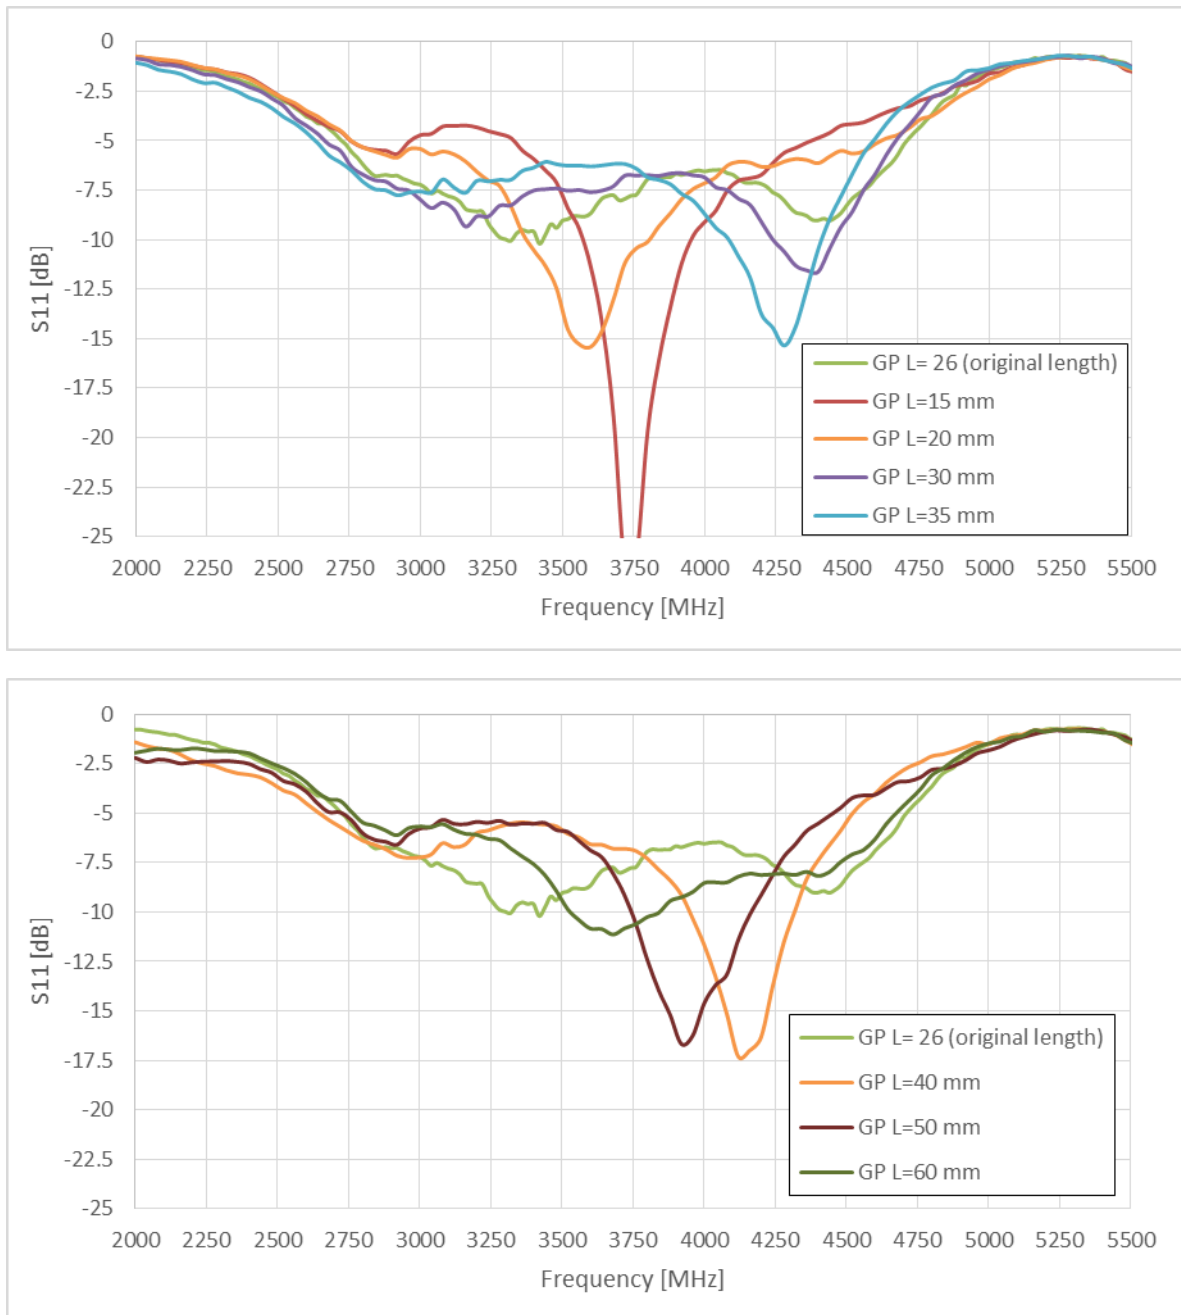 0
-2.5
-5
-7.5
-10
-12.5
-15
-17.5
-20
-22.5
-25
S11 [dB]
2000 2250 2500 2750 3000 3250 3500 3750 4000 4250 4500 4750 5000 5250 5500
Frequency [MHz]
GP L= 26 (original length)
GP L=15 mm
GP L=20 mm
GP L=30 mm
GP L=35 mm
0
-2.5
-5
-7.5
-10
-12.5
-15
-17.5
-20
-22.5
-25
S11 [dB]
2000 2250 2500 2750 3000 3250 3500 3750 4000 4250 4500 4750 5000 5250 5500
Frequency [MHz]
GP L= 26 (original length)
GP L=40 mm
GP L=50 mm
GP L=60 mm